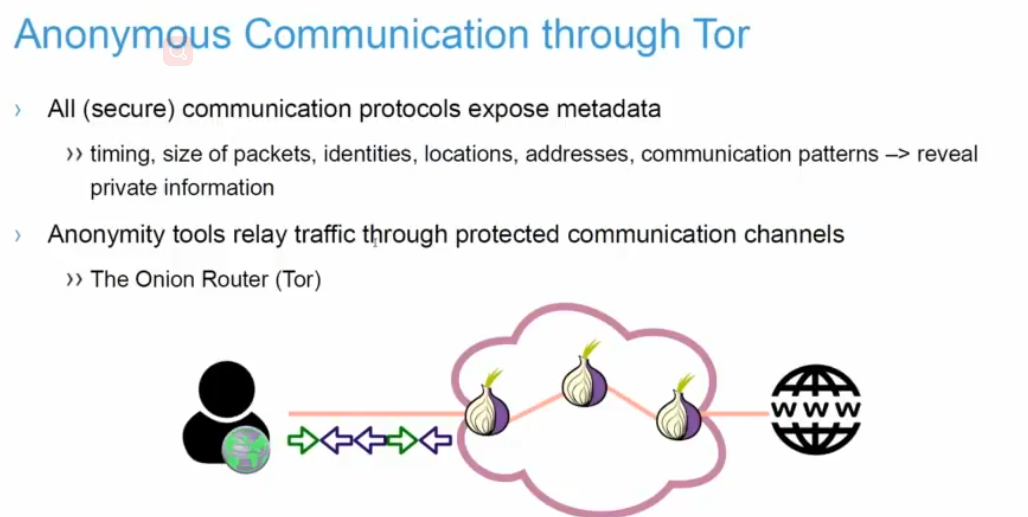 Anonymous Communication through Tor
› All (secure) communication protocols expose metadata
›› timing, size of packets, identities, locations, addresses, communication patterns –> reveal
private information
› Anonymity tools relay traffic through protected communication channels
›› The Onion Router (Tor)
WWW